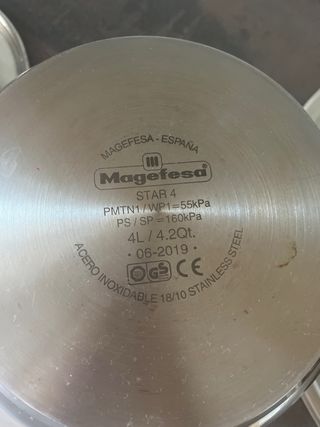 MAGEFESA - ESPAÑA
Magefesa®
STAR 4
PMTN1 / WP1=55kPa
PS / SP =160kPa
4L / 4.2Qt.
· 06-2019 ·
GS CE
ACERO INOXIDABLE 18/10 STAINLESS STEEL